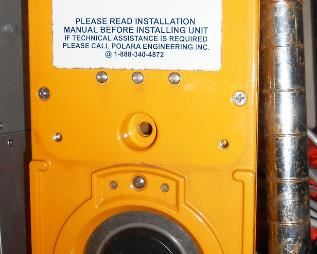 PLEASE READ INSTALLATION
MANUAL BEFORE INSTALLING UNIT
IF TECHNICAL ASSISTANCE IS REQUIRED
PLEASE CALL POLARA ENGINEERING INC.
@ 1-888-340-4872